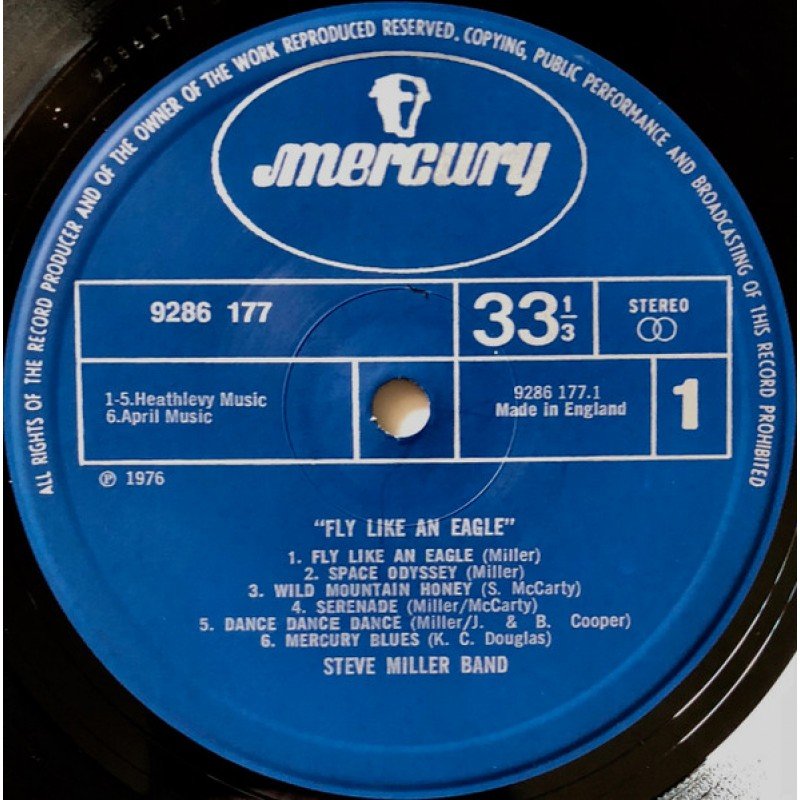 ALL RIGHTS OF THE RECORD PRODUCER AND OF THE OWNER OF THE WORK REPRODUCED RESERVED. COPYING, PUBLIC PERFORMANCE AND BROADCASTING OF THIS RECORD PROHIBITED
mercury
9286 177
33 1/3
STEREO
1-5.Heathlevy Music
6.April Music
9286 177.1
Made in England
1
℗ 1976
"FLY LIKE AN EAGLE"
1. FLY LIKE AN EAGLE (Miller)
2. SPACE ODYSSEY (Miller)
3. WILD MOUNTAIN HONEY (S. McCarty)
4. SERENADE (Miller/McCarty)
5. DANCE DANCE DANCE (Miller/J. & B. Cooper)
6. MERCURY BLUES (K. C. Douglas)
STEVE MILLER BAND